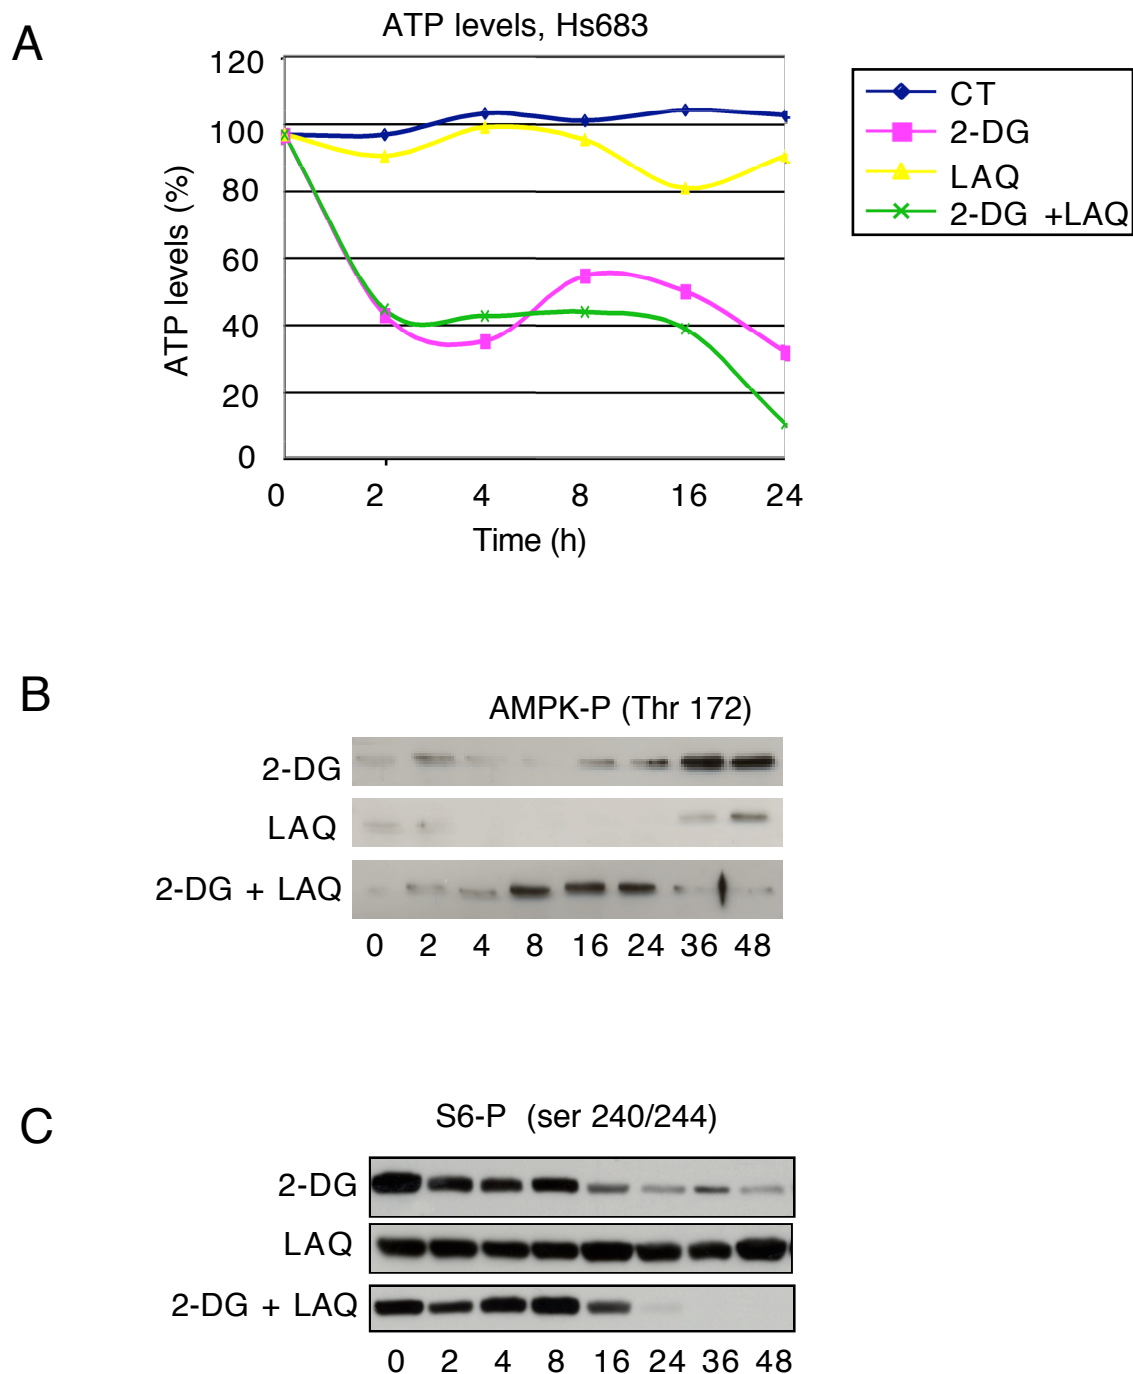 A
ATP levels, Hs683
120
100
80
60
40
20
0
ATP levels (%)
0 2 4 8 16 24
Time (h)
CT
2-DG
LAQ
2-DG +LAQ
B
AMPK-P (Thr 172)
2-DG
LAQ
2-DG + LAQ
0 2 4 8 16 24 36 48
C
S6-P (ser 240/244)
2-DG
LAQ
2-DG + LAQ
0 2 4 8 16 24 36 48